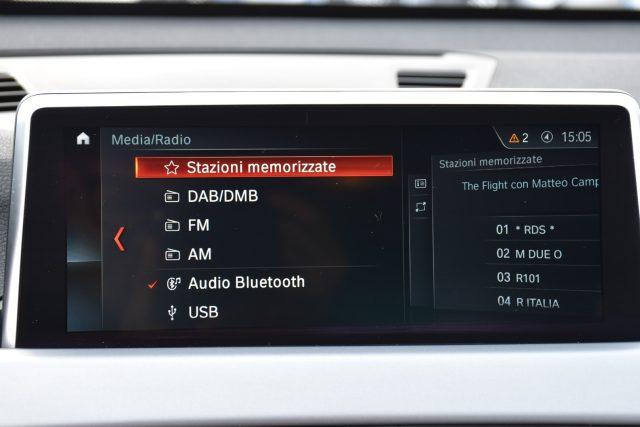 Media/Radio
2 15:05
Stazioni memorizzate
DAB/DMB
FM
AM
Audio Bluetooth
USB
Stazioni memorizzate
The Flight con Matteo Camp
01 * RDS *
02 M DUE O
03 R101
04 R ITALIA